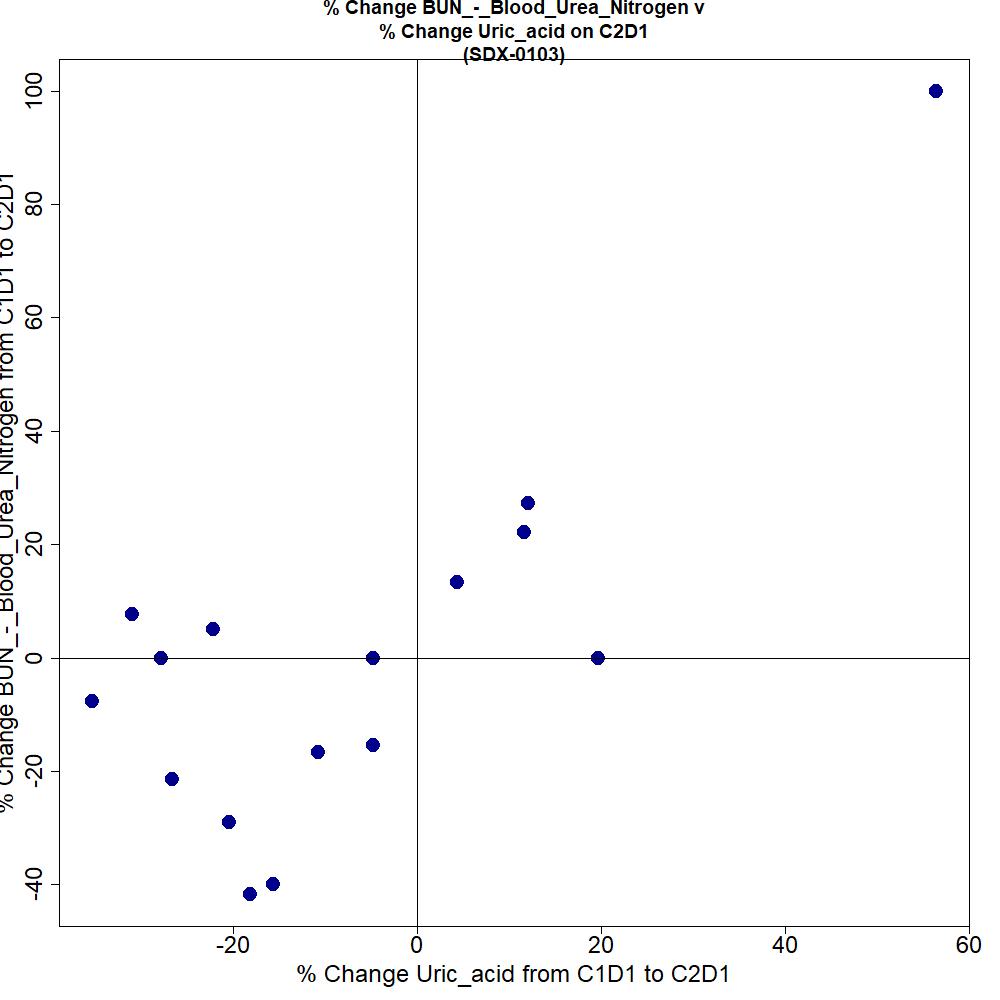 % Change BUN_-_Blood_Urea_Nitrogen v
% Change Uric_acid on C2D1
(SDX-0103)
% Change BUN_-_Blood_Urea_Nitrogen from C1D1 to C2D1
100
80
60
40
20
0
-20
-40
-20
0
20
40
60
% Change Uric_acid from C1D1 to C2D1